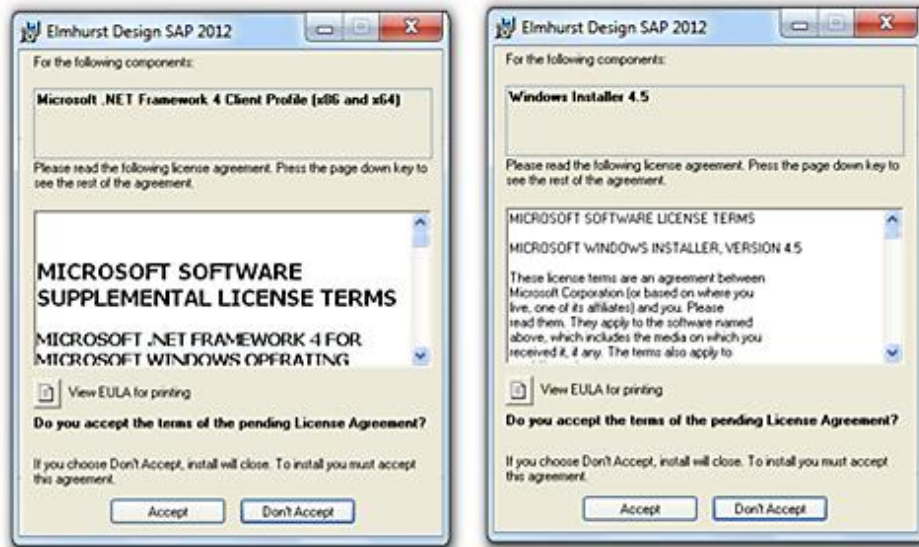 Elmhurst Design SAP 2012
For the following components:
Microsoft .NET Framework 4 Client Profile (x86 and x64)
Please read the following license agreement. Press the page down key to
see the rest of the agreement.
MICROSOFT SOFTWARE
SUPPLEMENTAL LICENSE TERMS
MICROSOFT .NET FRAMEWORK 4 FOR
MICROSOFT WINDOWS OPERATING
View EULA for printing
Do you accept the terms of the pending License Agreement?
If you choose Don't Accept, install will close. To install you must accept
this agreement.
Accept
Don't Accept
Elmhurst Design SAP 2012
For the following components:
Windows Installer 4.5
Please read the following license agreement. Press the page down key to
see the rest of the agreement.
MICROSOFT SOFTWARE LICENSE TERMS
MICROSOFT WINDOWS INSTALLER, VERSION 4.5
These license terms are an agreement between
Microsoft Corporation (or based on where you
live, one of its affiliates) and you. Please
read them. They apply to the software named
above, which includes the media on which you
received it, if any. The terms also apply to
View EULA for printing
Do you accept the terms of the pending License Agreement?
If you choose Don't Accept, install will close. To install you must accept
this agreement.
Accept
Don't Accept